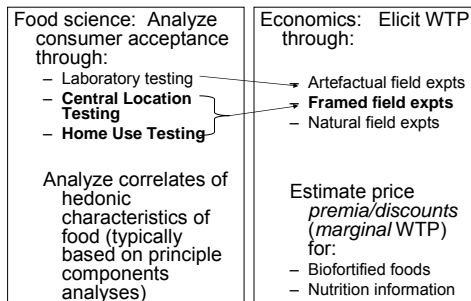 Food science: Analyze
consumer acceptance
through:
– Laboratory testing
– Central Location
Testing
– Home Use Testing
Analyze correlates of
hedonic
characteristics of
food (typically
based on principle
components
analyses)
Economics: Elicit WTP
through:
– Artefactual field expts
– Framed field expts
– Natural field expts
Estimate price
premia/discounts
(marginal WTP)
for:
– Biofortified foods
– Nutrition information